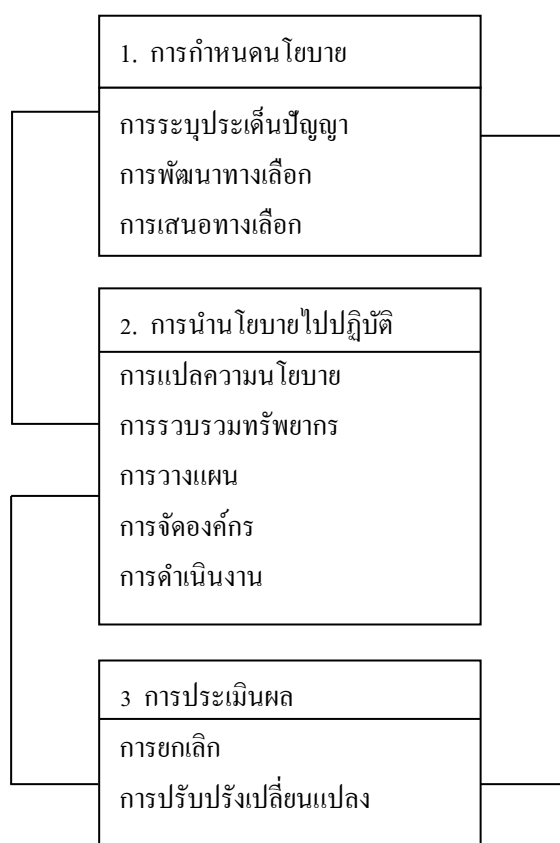 1. การกำหนดนโยบาย
การระบุประเด็นปัญญา
การพัฒนาทางเลือก
การเสนอทางเลือก
2. การนำนโยบายไปปฏิบัติ
การแปลความนโยบาย
การรวบรวมทรัพยากร
การวางแผน
การจัดองค์กร
การดำเนินงาน
3 การประเมินผล
การยกเลิก
การปรับปรังเปลี่ยนแปลง